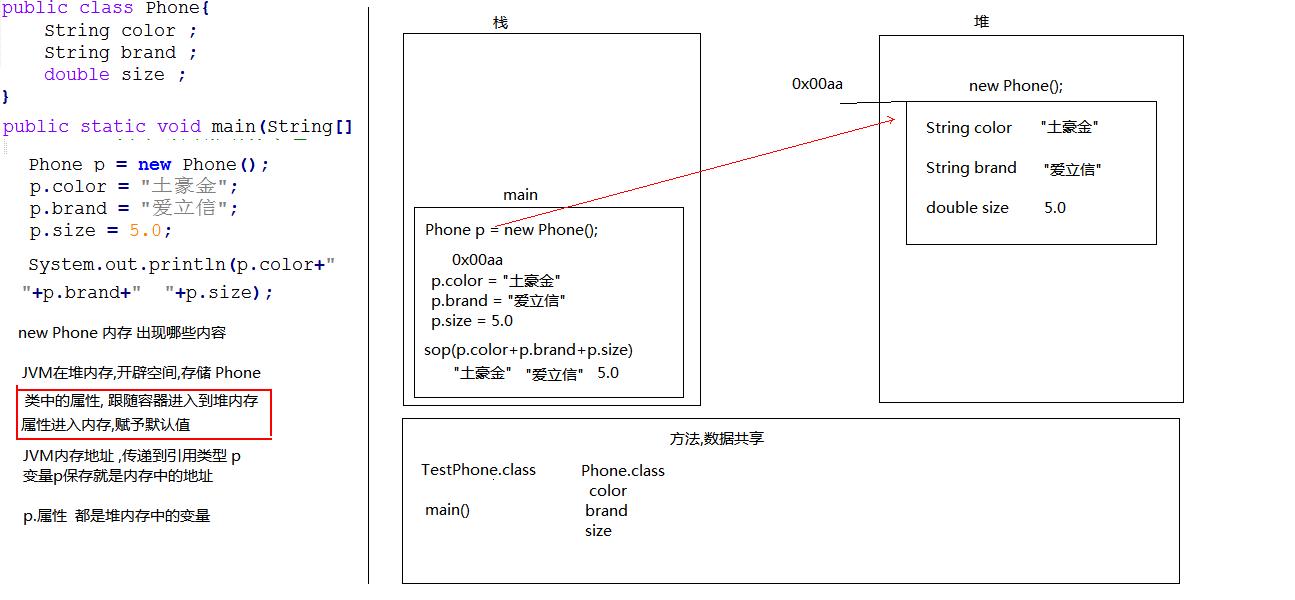 public class Phone{
String color ;
String brand ;
double size ;
}
public static void main(String[]
Phone p = new Phone();
p.color = "土豪金";
p.brand = "爱立信";
p.size = 5.0;
System.out.println(p.color+"
"+p.brand+"  "+p.size);
new Phone 内存 出现哪些内容
JVM在堆内存,开辟空间,存储 Phone
类中的属性, 跟随容器进入到堆内存
属性进入内存,赋予默认值
JVM内存地址 ,传递到引用类型 p
变量p保存就是内存中的地址
p.属性 都是堆内存中的变量
栈
main
Phone p = new Phone();
0x00aa
p.color = "土豪金"
p.brand = "爱立信"
p.size = 5.0
sop(p.color+p.brand+p.size)
"土豪金" "爱立信" 5.0
堆
0x00aa
new Phone();
String color "土豪金"
String brand "爱立信"
double size 5.0
方法,数据共享
TestPhone.class
main()
Phone.class
color
brand
size